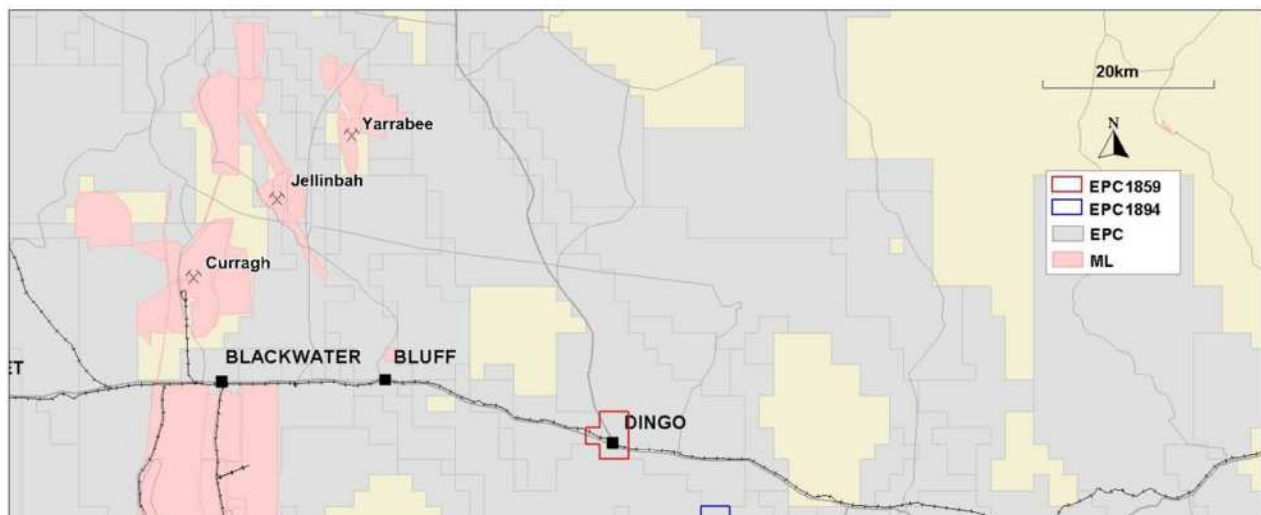 20km
Yarrabee
N
Jellinbah
EPC1859
EPC1894
EPC
ML
Curragh
ET
BLACKWATER
BLUFF
DINGO